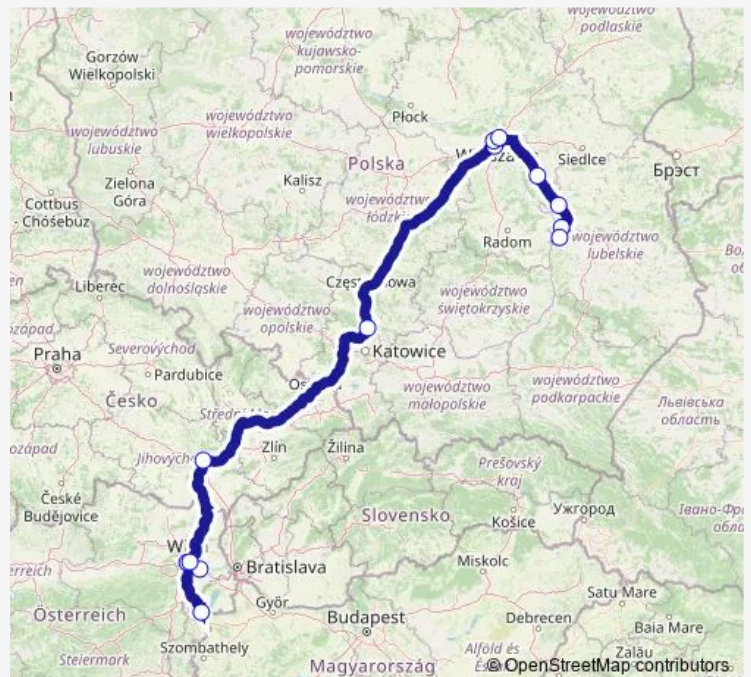 województwo
podlaskie
województwo
kujawsko-
pomorskie
Gorzów
Wielkopolski
Płock
województwo
wielkopolskie
województwo
lubuskie
Polska
Siedlce
Брэст
Zielona
Góra
Kalisz
Cottbus
- Chóśebuz
Radom
województwo
lubelskie
województwo
dolnośląskie
Liberec
województwo
opolskie
województwo
świętokrzyskie
Severovýchod
Praha
Pardubice
Katowice
Česko
województwo
małopolskie
województwo
podkarpackie
Львівська
область
Zlín
Žilina
Prešovský
kraj
České
Budějovice
Slovensko
Košice
Ужгород
Bratislava
Miskolc
Győr
Satu Mare
Österreich
Budapest
Debrecen
Baia Mare
Szombathely
Steiermark
Magyarország
Zalău
© OpenStreetMap contributors